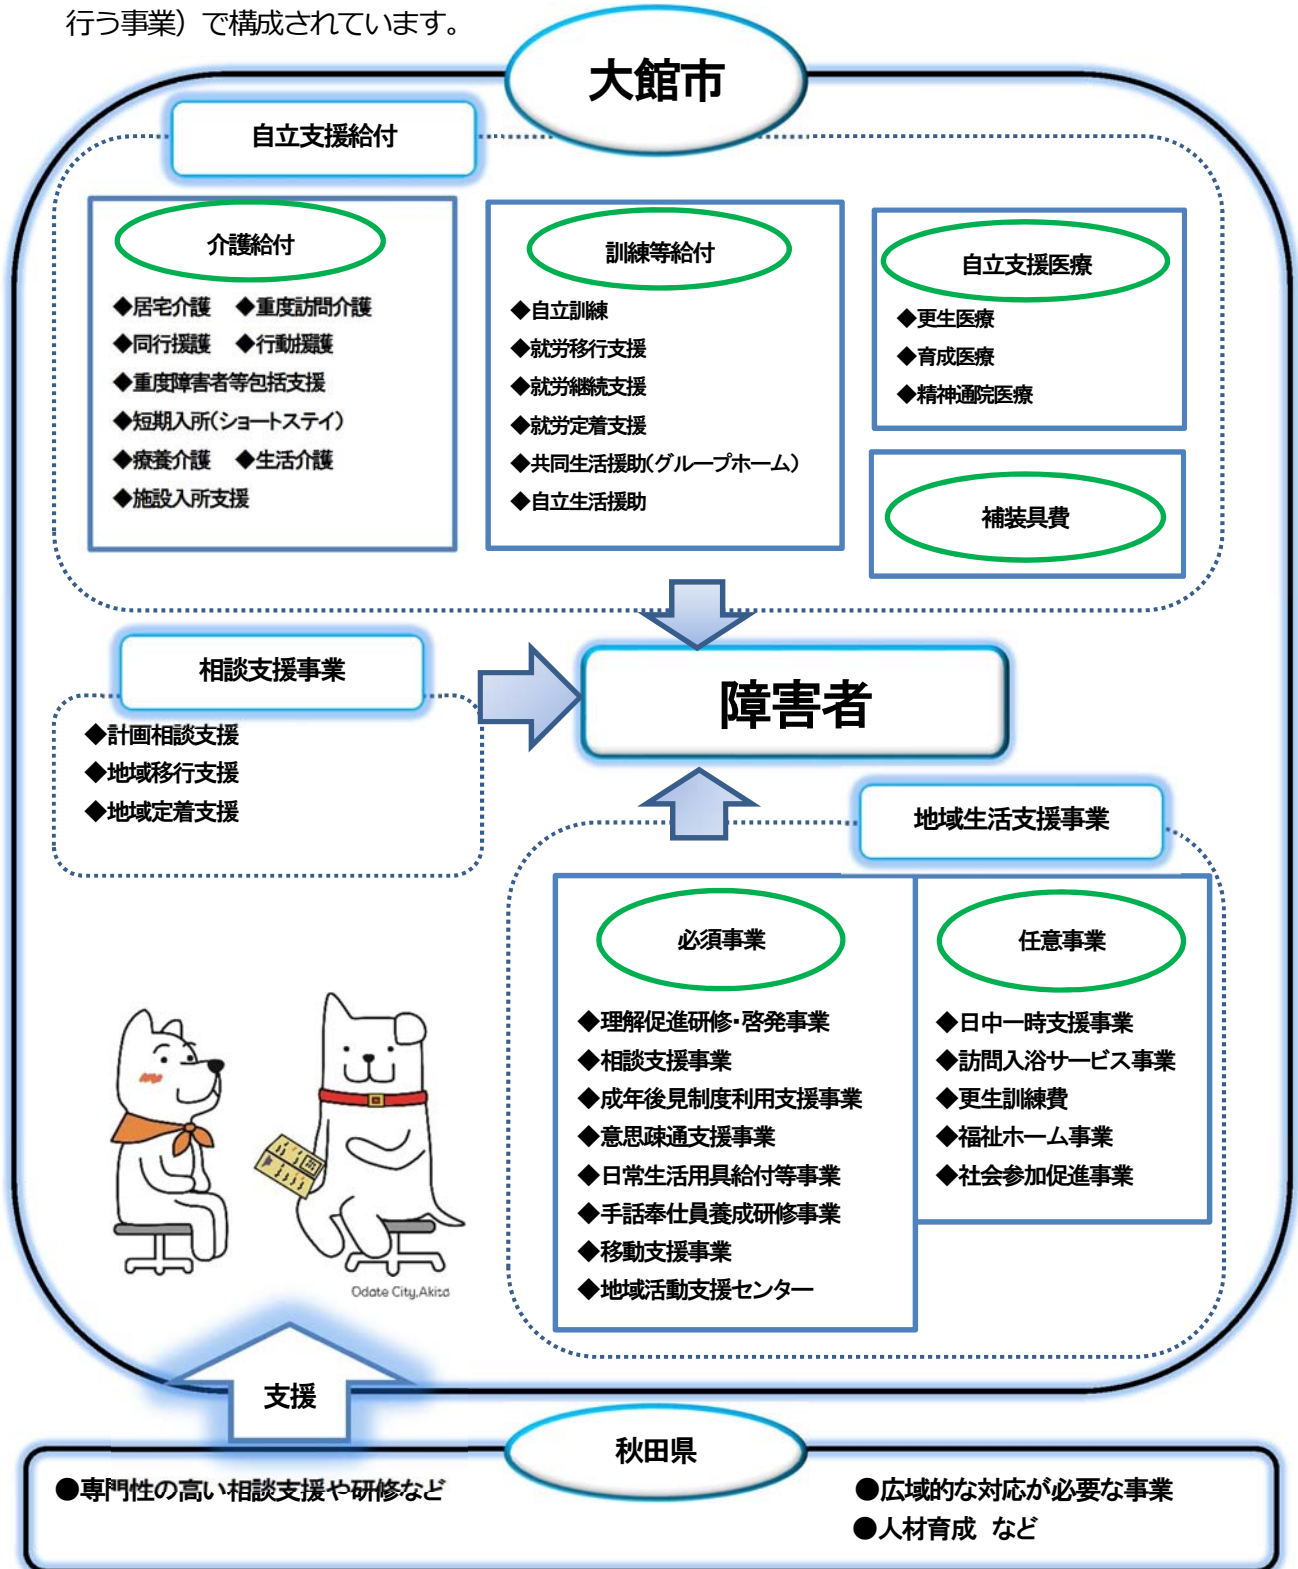 行う事業）で構成されています。
大館市
自立支援給付
介護給付
◆居宅介護　◆重度訪問介護
◆同行援護　◆行動援護
◆重度障害者等包括支援
◆短期入所(ショートステイ)
◆療養介護　◆生活介護
◆施設入所支援
訓練等給付
◆自立訓練
◆就労移行支援
◆就労継続支援
◆就労定着支援
◆共同生活援助(グループホーム)
◆自立生活援助
自立支援医療
◆更生医療
◆育成医療
◆精神通院医療
補装具費
相談支援事業
◆計画相談支援
◆地域移行支援
◆地域定着支援
障害者
地域生活支援事業
必須事業
◆理解促進研修・啓発事業
◆相談支援事業
◆成年後見制度利用支援事業
◆意思疎通支援事業
◆日常生活用具給付等事業
◆手話奉仕員養成研修事業
◆移動支援事業
◆地域活動支援センター
任意事業
◆日中一時支援事業
◆訪問入浴サービス事業
◆更生訓練費
◆福祉ホーム事業
◆社会参加促進事業
Odate City,Akita
支援
秋田県
●専門性の高い相談支援や研修など
●広域的な対応が必要な事業
●人材育成 など